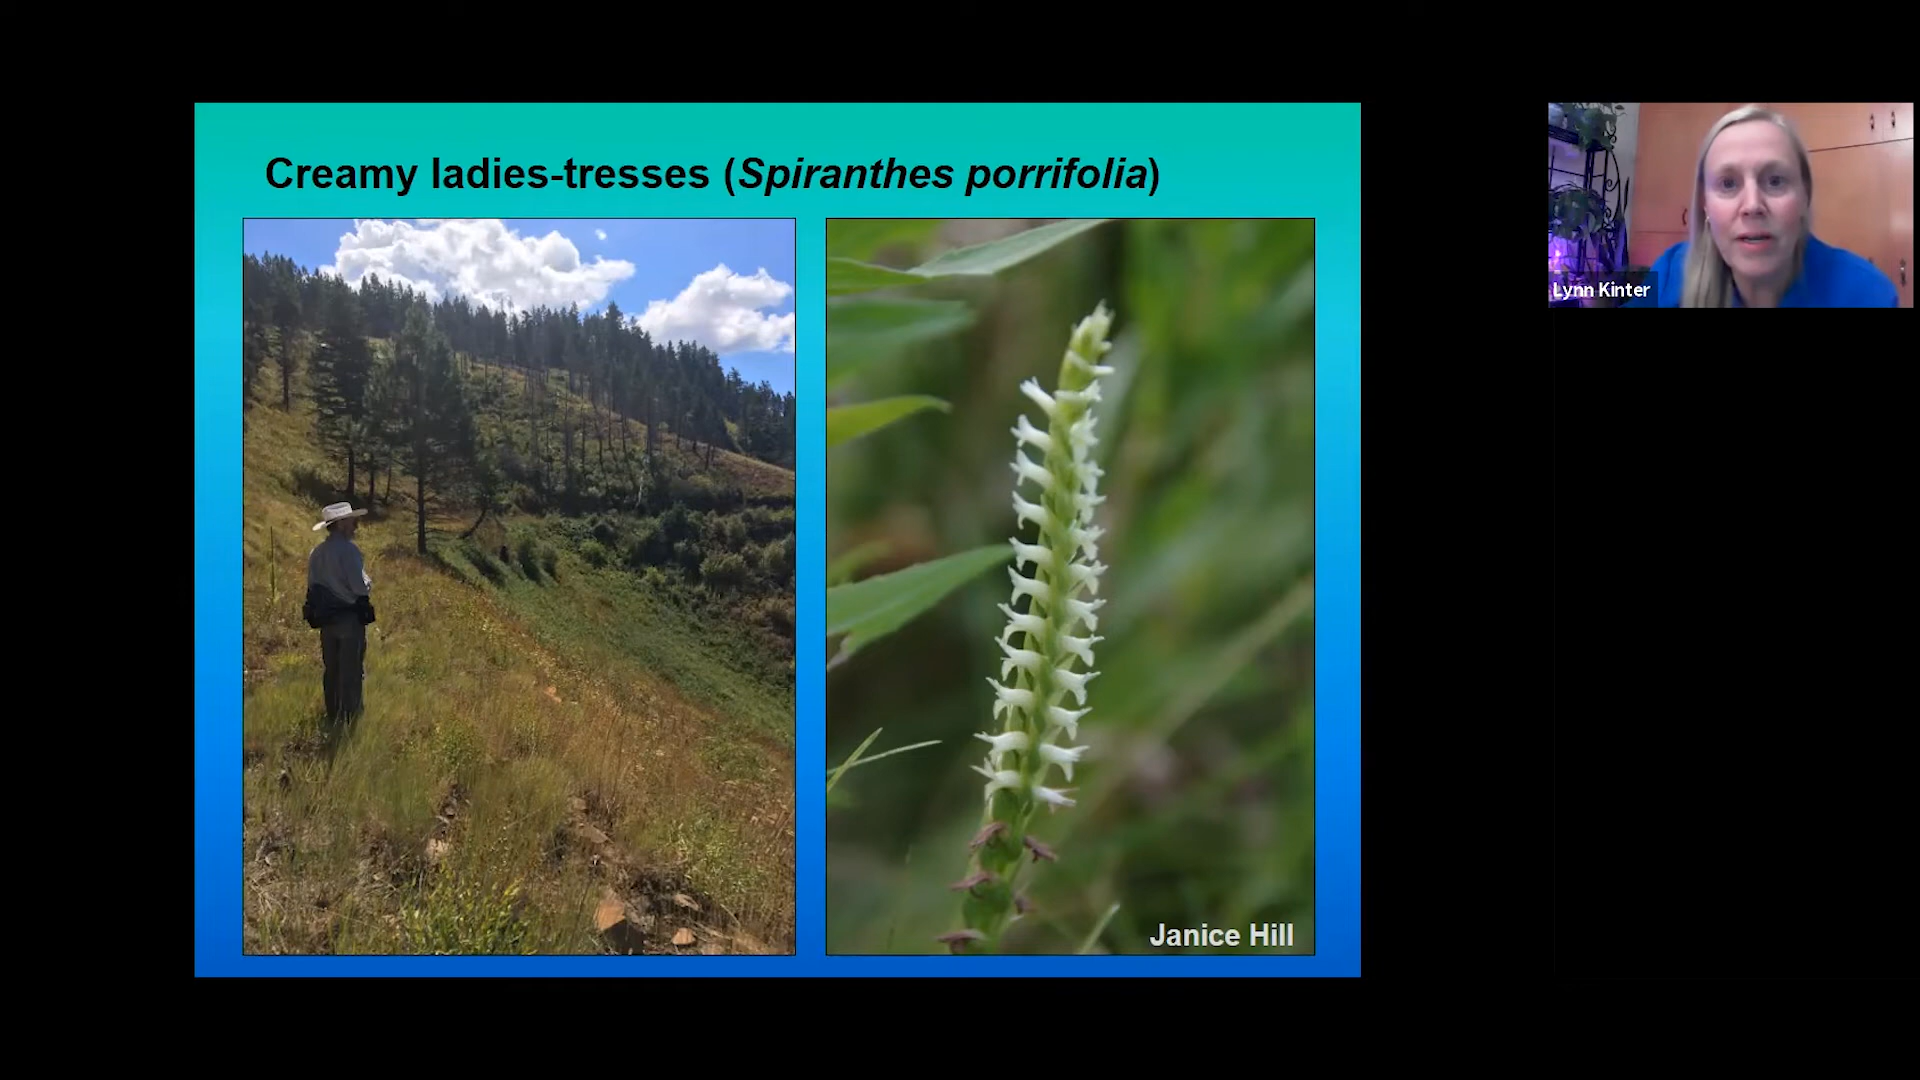 Creamy ladies-tresses (Spiranthes porrifolia)
Lynn Kinter
Janice Hill